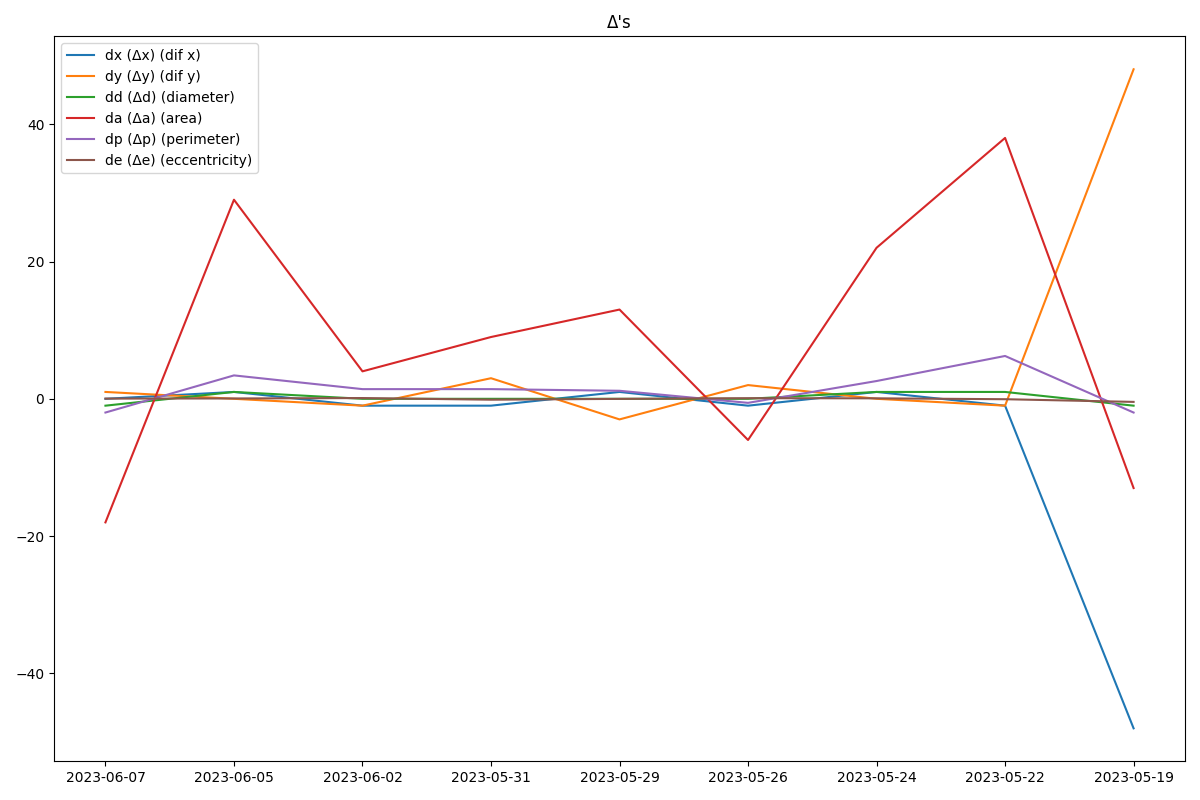 Δ's
dx (Δx) (dif x)
dy (Δy) (dif y)
dd (Δd) (diameter)
da (Δa) (area)
dp (Δp) (perimeter)
de (Δe) (eccentricity)
40
20
0
−20
−40
2023-06-07 2023-06-05 2023-06-02 2023-05-31 2023-05-29 2023-05-26 2023-05-24 2023-05-22 2023-05-19